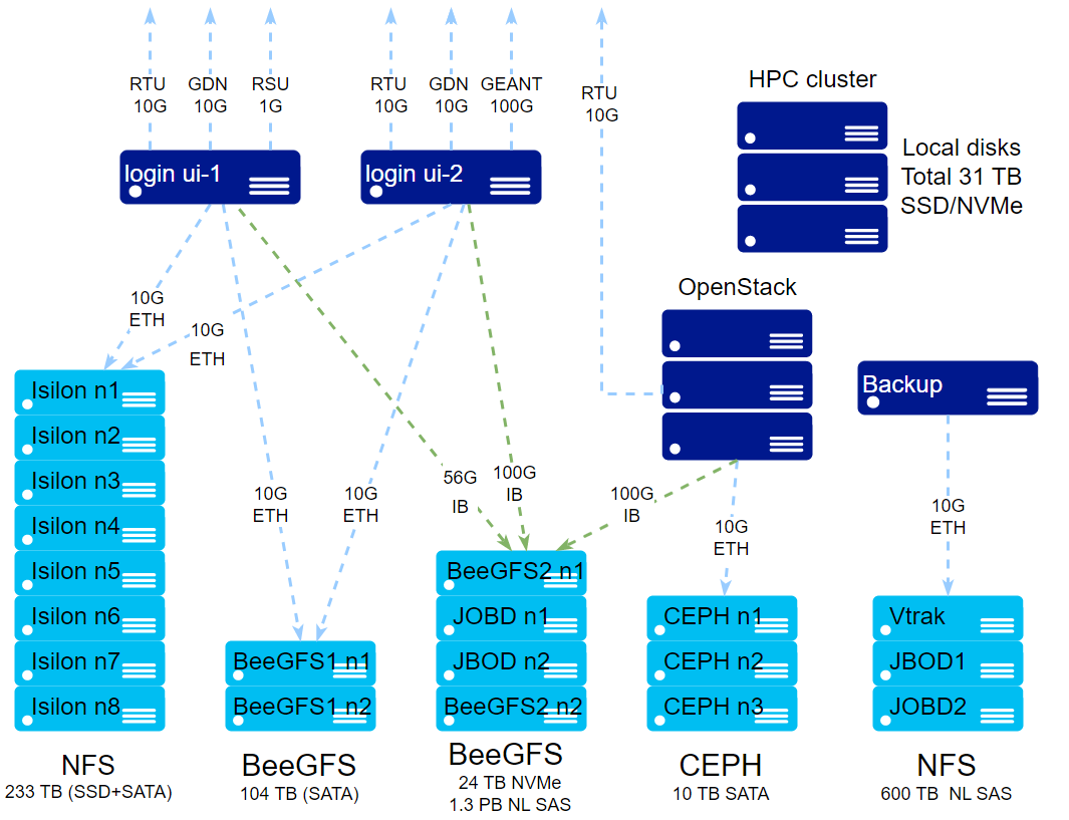 RTU
10G
GDN
10G
RSU
1G
RTU
10G
GDN
10G
GEANT
100G
RTU
10G
HPC cluster
Local disks
Total 31 TB
SSD/NVMe
login ui-1
login ui-2
OpenStack
Backup
10G
ETH
10G
ETH
10G
ETH
10G
ETH
56G
IB
100G
IB
100G
IB
10G
ETH
10G
ETH
Isilon n1
Isilon n2
Isilon n3
Isilon n4
Isilon n5
Isilon n6
Isilon n7
Isilon n8
NFS
233 TB (SSD+SATA)
BeeGFS1 n1
BeeGFS1 n2
BeeGFS
104 TB (SATA)
BeeGFS2 n1
JOBD n1
JBOD n2
BeeGFS2 n2
BeeGFS
24 TB NVMe
1.3 PB NL SAS
CEPH n1
CEPH n2
CEPH n3
CEPH
10 TB SATA
Vtrak
JBOD1
JOBD2
NFS
600 TB NL SAS